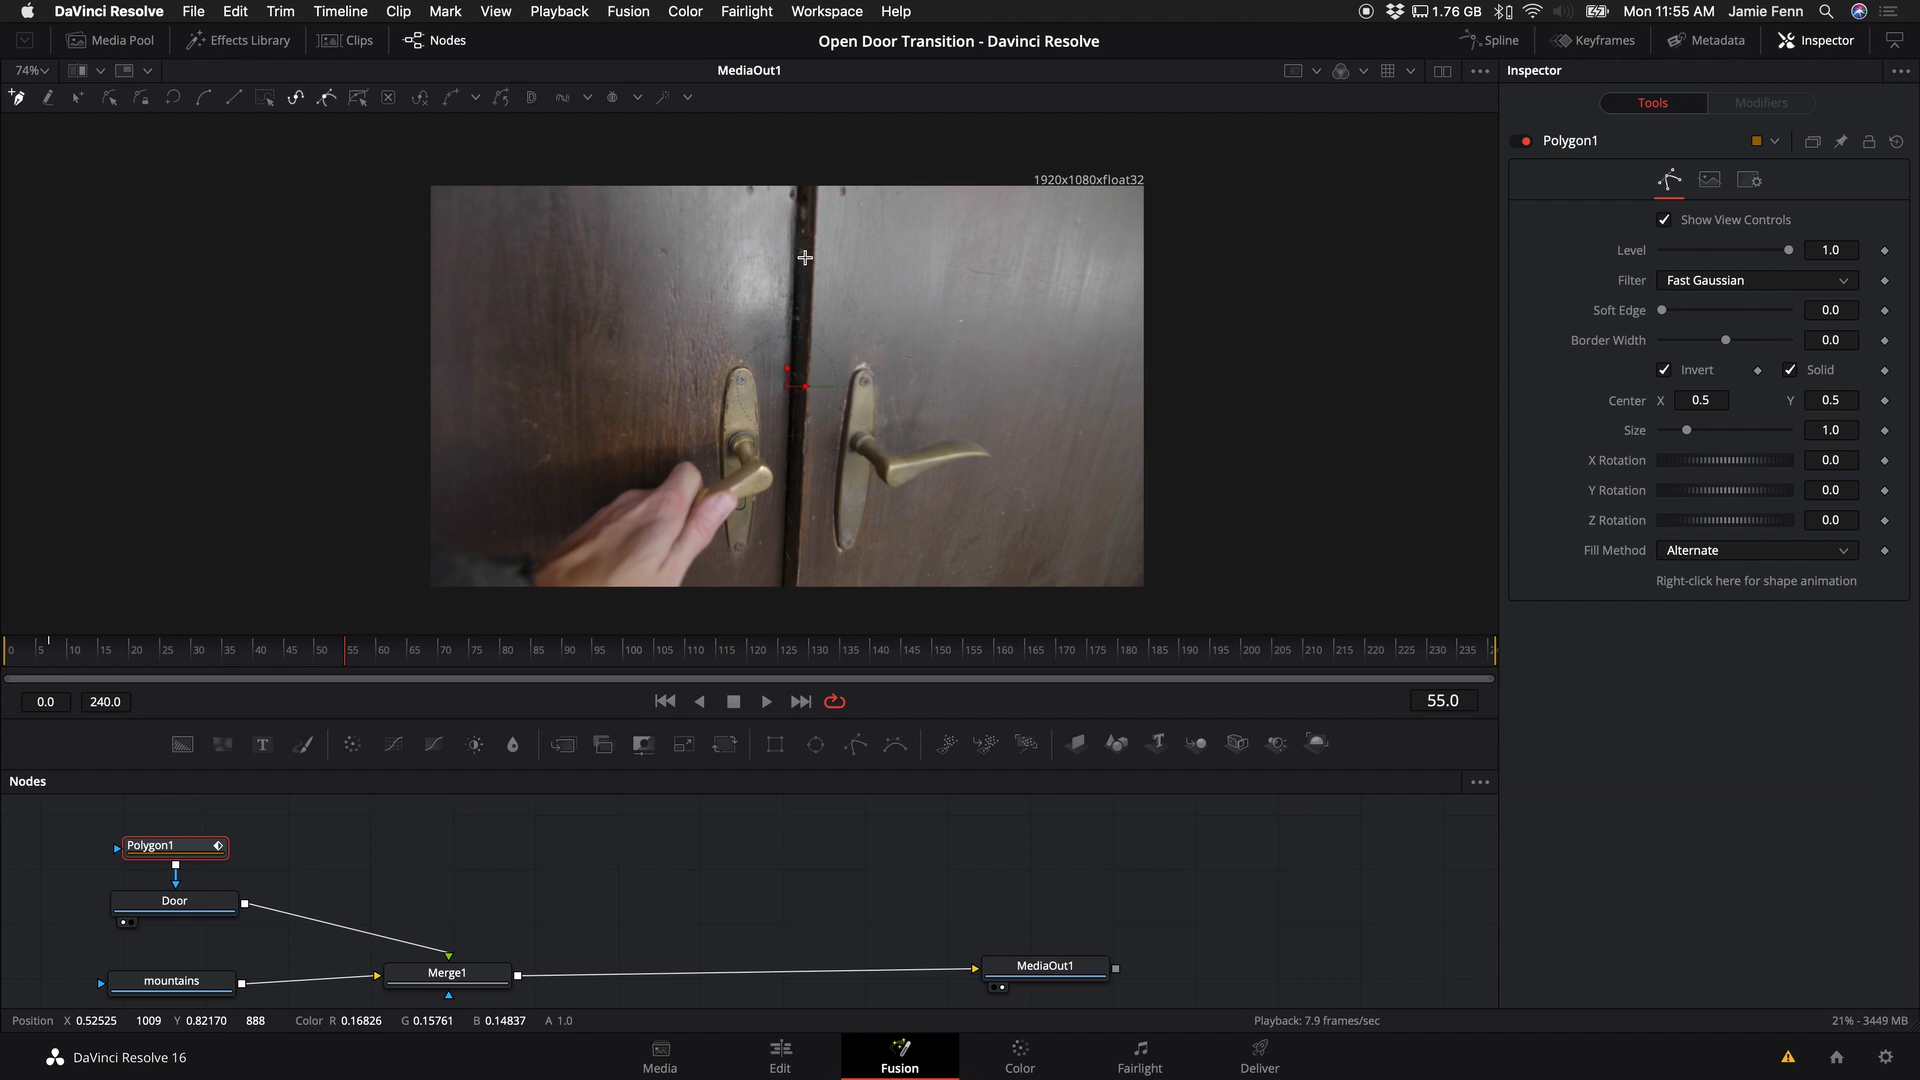 DaVinci Resolve File Edit Trim Timeline Clip Mark View Playback Fusion Color Fairlight Workspace Help 1.76 GB Mon 11:55 AM Jamie Fenn
Media Pool Effects Library Clips Nodes Open Door Transition - Davinci Resolve Spline Keyframes Metadata Inspector
74% MediaOut1 Inspector
Tools Modifiers
Polygon1
1920x1080xfloat32
Show View Controls
Level 1.0
Filter Fast Gaussian
Soft Edge 0.0
Border Width 0.0
Invert Solid
Center X 0.5 Y 0.5
Size 1.0
X Rotation 0.0
Y Rotation 0.0
Z Rotation 0.0
Fill Method Alternate
Right-click here for shape animation
0 5 10 15 20 25 30 35 40 45 50 55 60 65 70 75 80 85 90 95 100 105 110 115 120 125 130 135 140 145 150 155 160 165 170 175 180 185 190 195 200 205 210 215 220 225 230 235
0.0 240.0 55.0
Nodes
Polygon1
Door
mountains Merge1 MediaOut1
Position X 0.52525 1009 Y 0.82170 888 Color R 0.16826 G 0.15761 B 0.14837 A 1.0 Playback: 7.9 frames/sec 21% - 3449 MB
DaVinci Resolve 16 Media Edit Fusion Color Fairlight Deliver